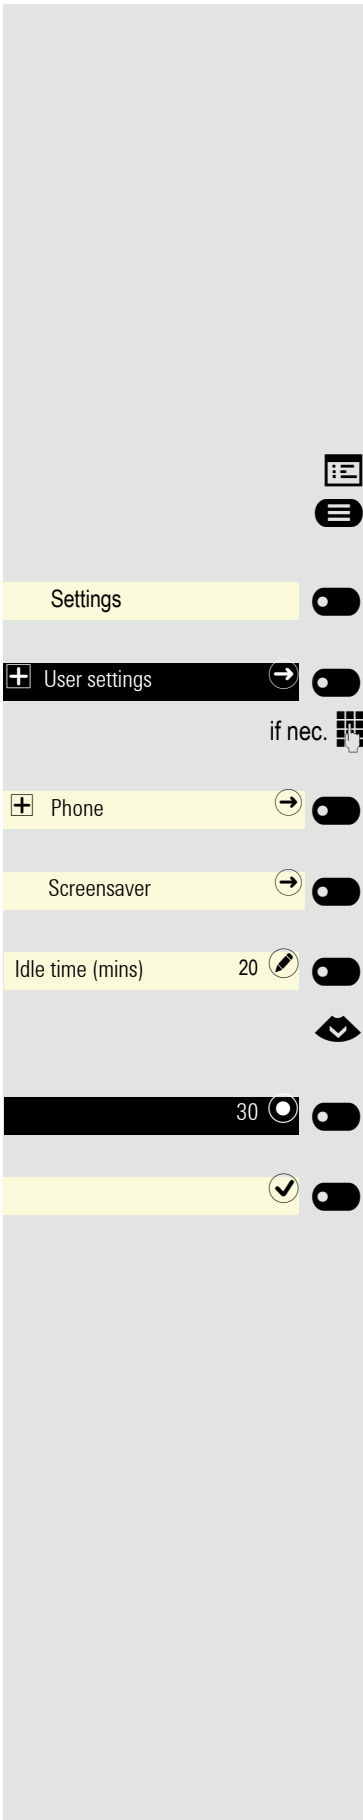 Settings
User settings
if nec.
Phone
Screensaver
Idle time (mins) 20
30